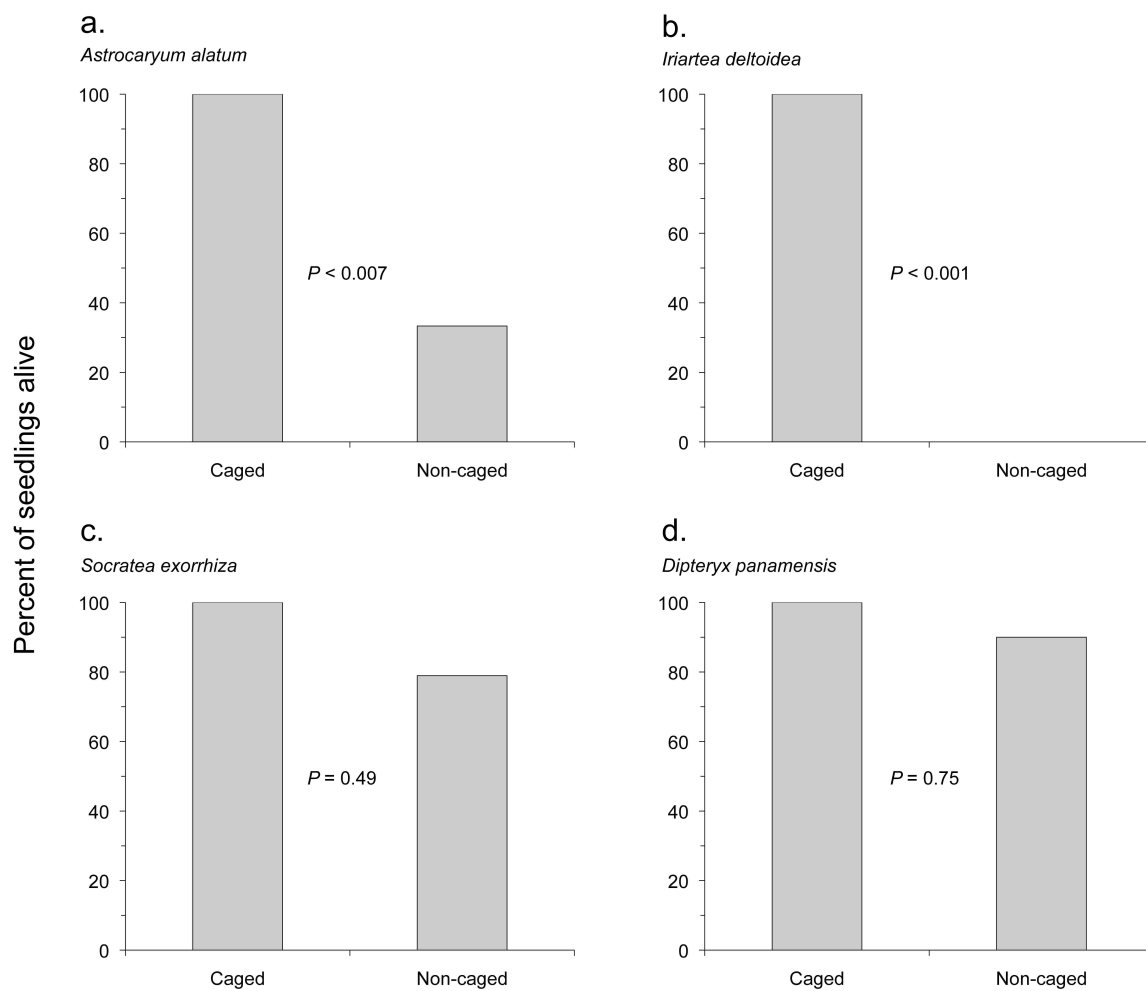 Percent of seedlings alive
a.
Astrocaryum alatum
100
80
60
40
20
0
P < 0.007
Caged
Non-caged
b.
Iriartea deltoidea
100
80
60
40
20
0
P < 0.001
Caged
Non-caged
c.
Socratea exorrhiza
100
80
60
40
20
0
P = 0.49
Caged
Non-caged
d.
Dipteryx panamensis
100
80
60
40
20
0
P = 0.75
Caged
Non-caged